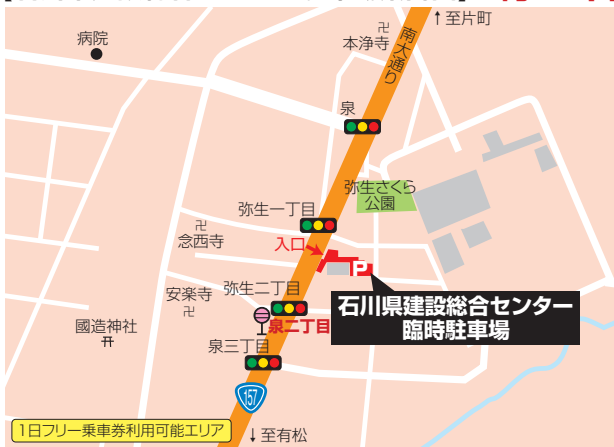 ↑至片町
病院
本浄寺
南大通り
泉
弥生さくら
公園
弥生一丁目
念西寺
入口
P
安楽寺
弥生二丁目
石川県建設総合センター
臨時駐車場
泉二丁目
國造神社
泉三丁目
157
1日フリー乗車券利用可能エリア
↓至有松